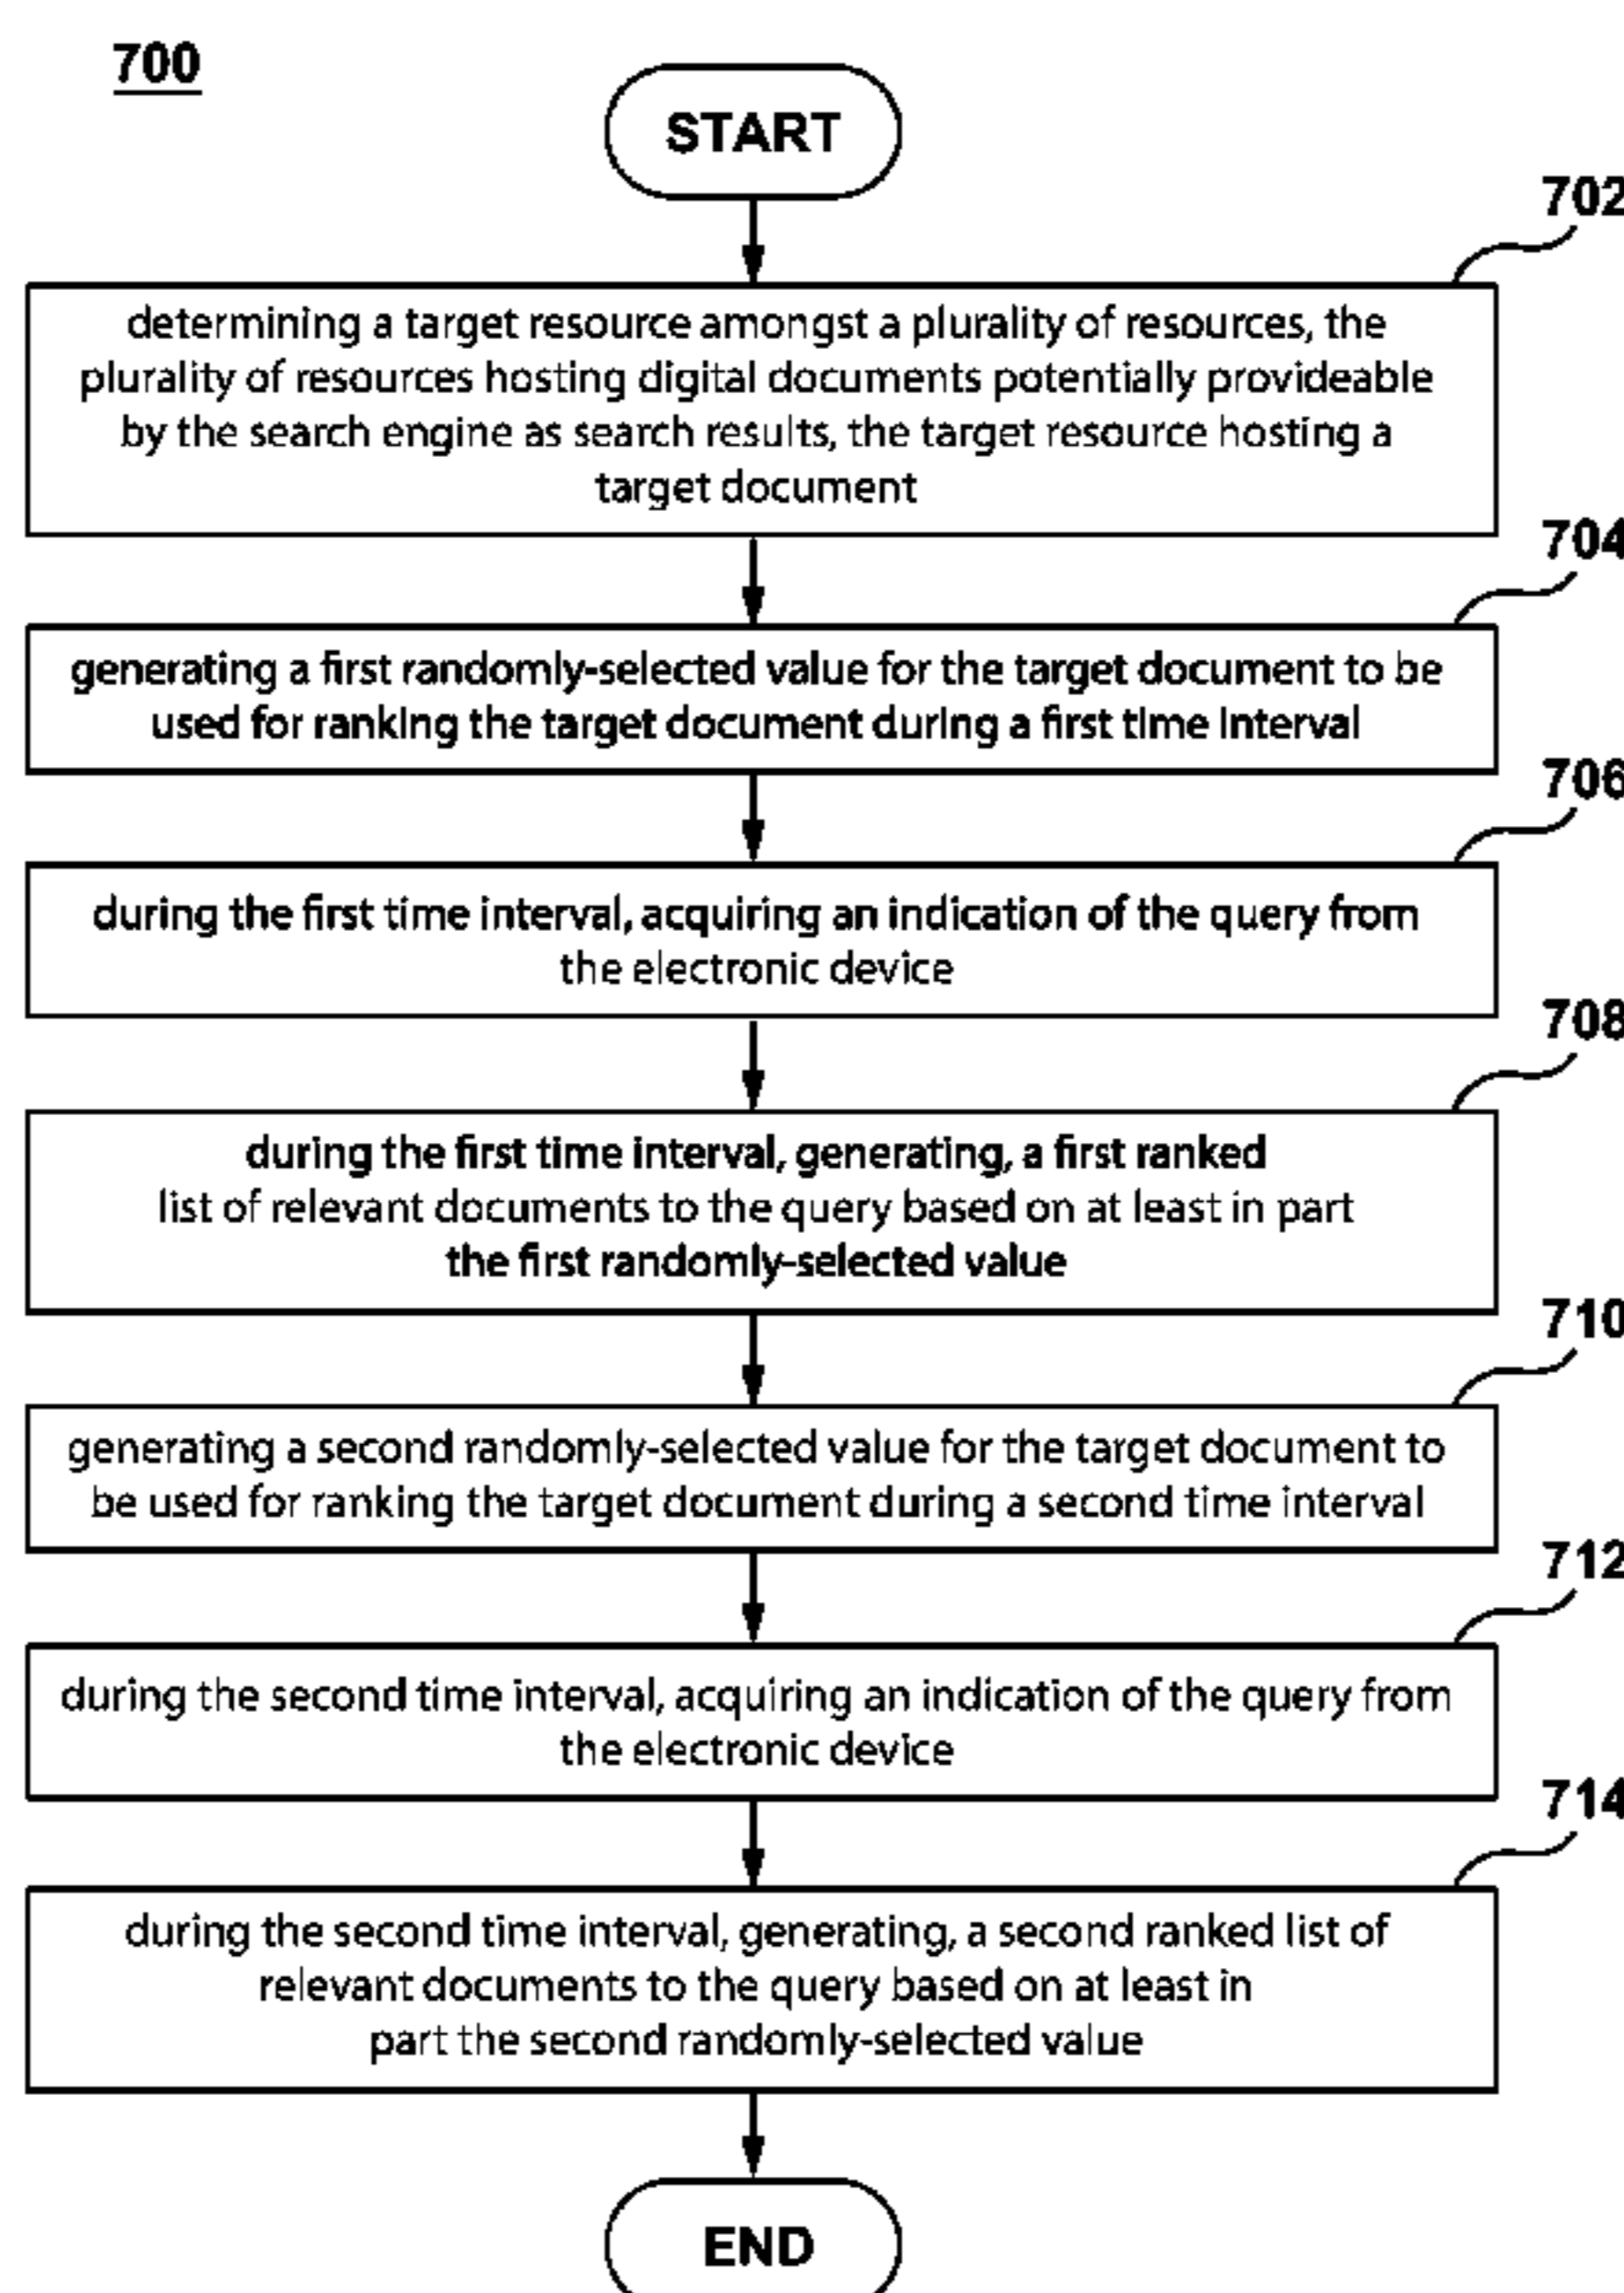 700
START
702
determining a target resource amongst a plurality of resources, the
plurality of resources hosting digital documents potentially provideable
by the search engine as search results, the target resource hosting a
target document
704
generating a first randomly-selected value for the target document to be
used for ranking the target document during a first time interval
706
during the first time interval, acquiring an indication of the query from
the electronic device
708
during the first time interval, generating, a first ranked
list of relevant documents to the query based on at least in part
the first randomly-selected value
710
generating a second randomly-selected value for the target document to
be used for ranking the target document during a second time interval
712
during the second time interval, acquiring an indication of the query from
the electronic device
714
during the second time interval, generating, a second ranked list of
relevant documents to the query based on at least in
part the second randomly-selected value
END